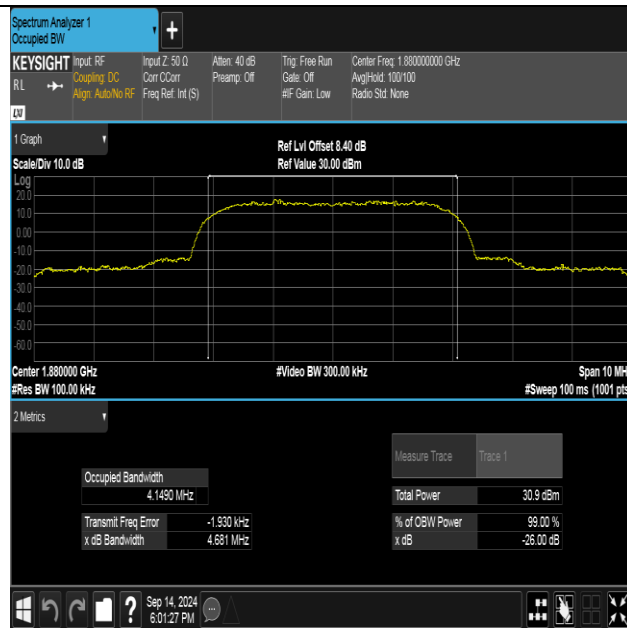 Spectrum Analyzer 1
Occupied BW
+
KEYSIGHT Input: RF Input Z: 50 Ω Atten: 40 dB Trig: Free Run Center Freq: 1.880000000 GHz
RL Coupling: DC Corr CCorr Preamp: Off Gate: Off Avg|Hold: 100/100
Align: Auto/No RF Freq Ref: Int (S) #IF Gain: Low Radio Std: None
LXI
1 Graph
Ref Lvl Offset 8.40 dB
Scale/Div 10.0 dB Ref Value 30.00 dBm
Log
20.0
10.0
0.00
-10.0
-20.0
-30.0
-40.0
-50.0
-60.0
Center 1.880000 GHz #Video BW 300.00 kHz Span 10 MH
#Res BW 100.00 kHz #Sweep 100 ms (1001 pts
2 Metrics
Measure Trace Trace 1
Occupied Bandwidth
4.1490 MHz Total Power 30.9 dBm
Transmit Freq Error -1.930 kHz % of OBW Power 99.00 %
x dB Bandwidth 4.681 MHz x dB -26.00 dB
? Sep 14, 2024
6:01:27 PM